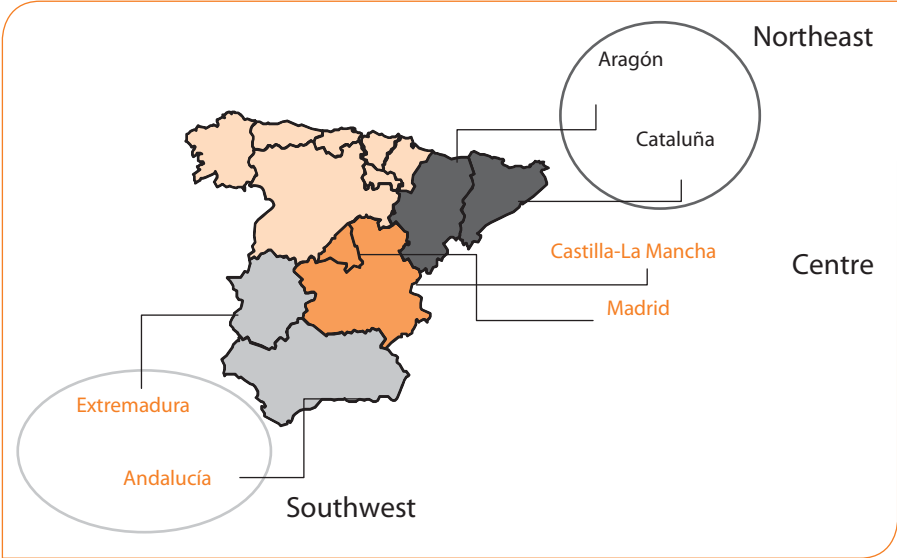 Northeast
Aragón
Cataluña
Castilla-La Mancha
Centre
Madrid
Extremadura
Andalucía
Southwest